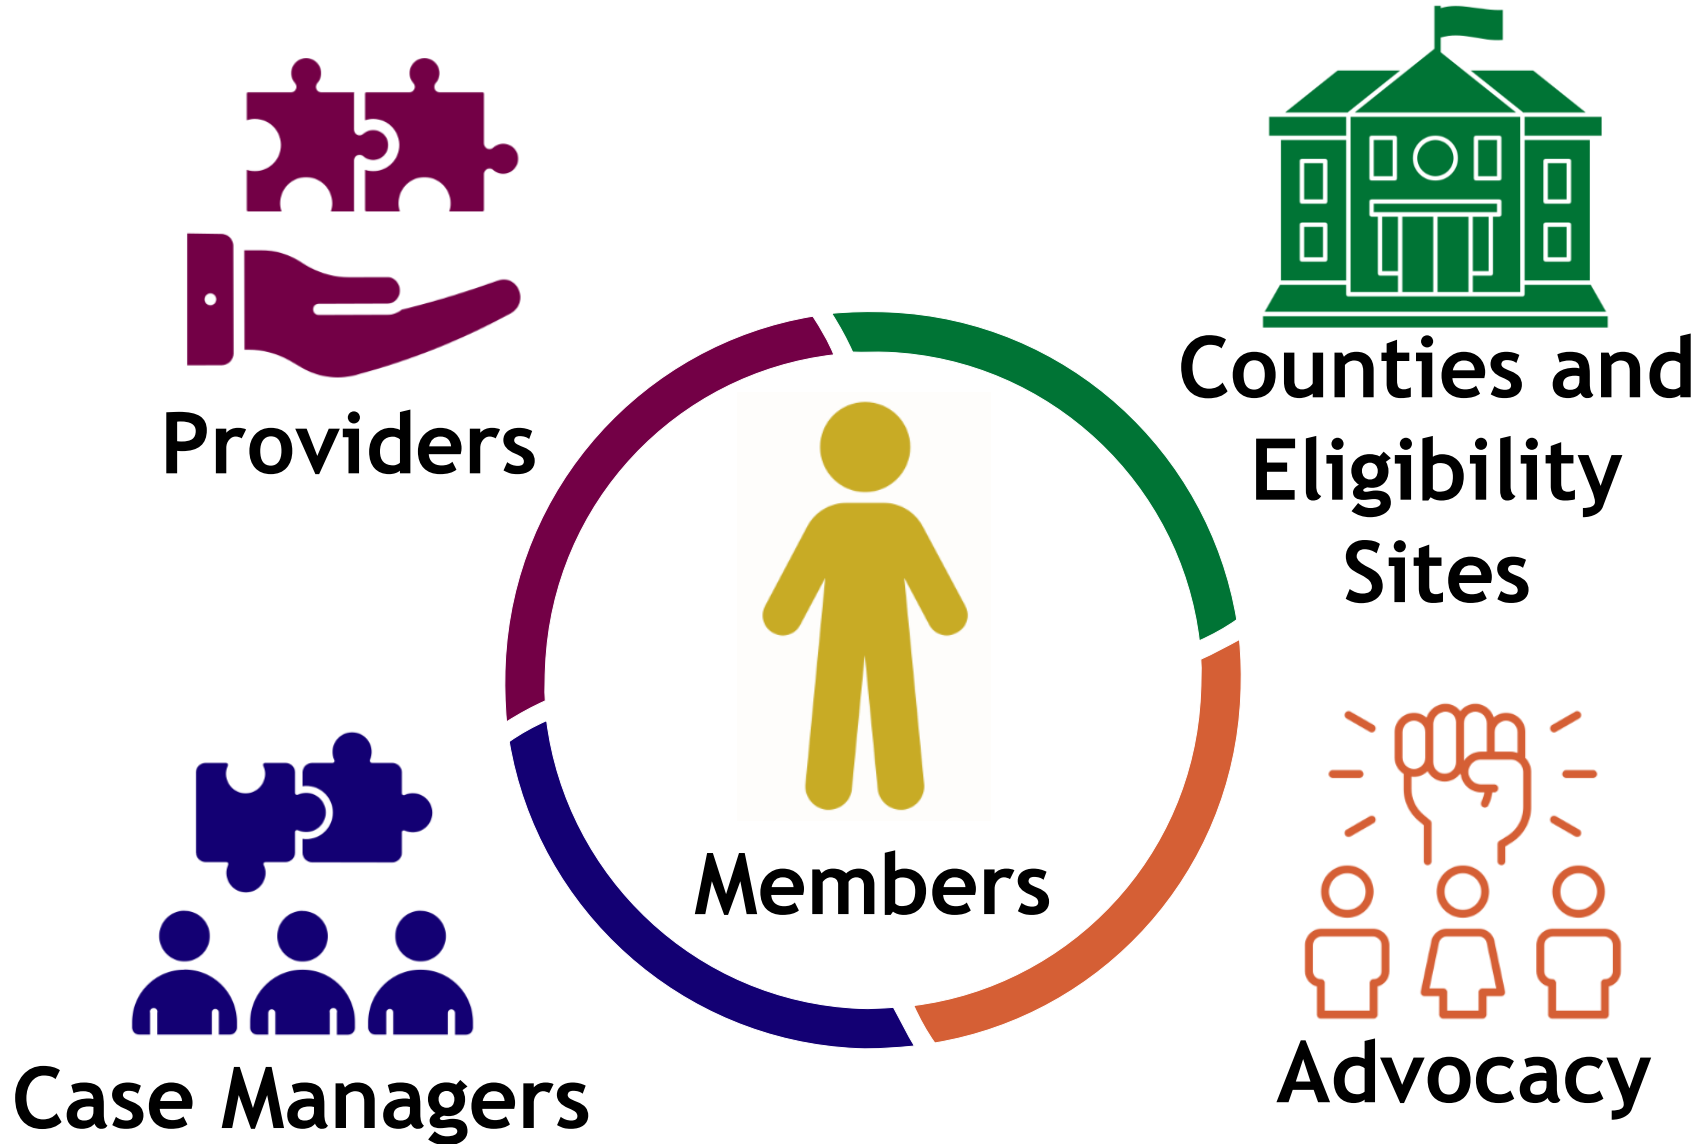 Providers
Counties and
Eligibility
Sites
Members
Case Managers
Advocacy